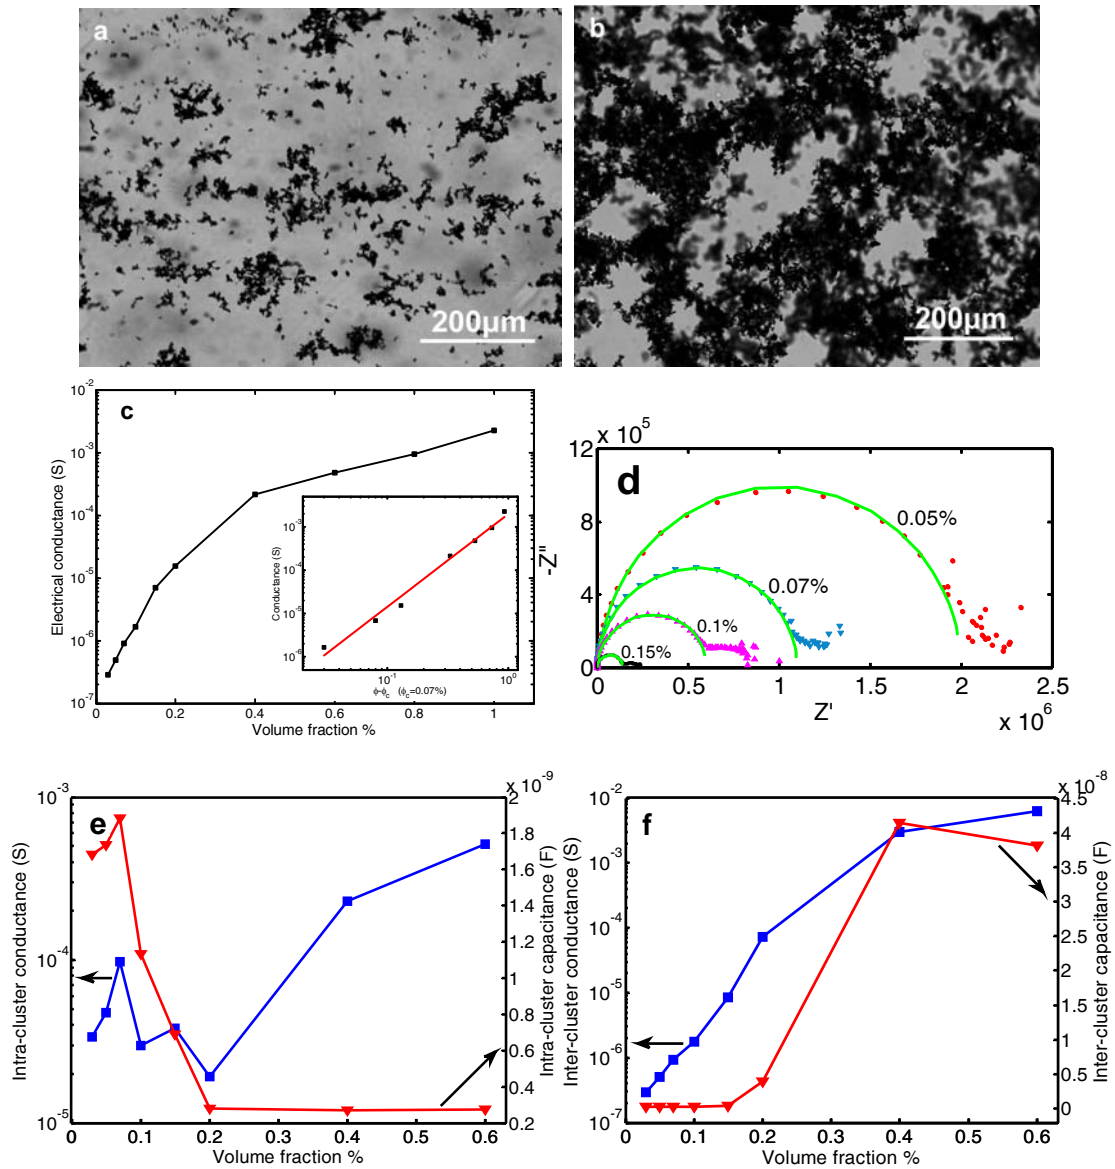 a
200μm
b
200μm
c
Electrical conductance (S)
10^-2
10^-3
10^-4
10^-5
10^-6
10^-7
0 0.2 0.4 0.6 0.8 1
Volume fraction %
Conductance (S)
10^-3
10^-4
10^-5
10^-6
10^-1 10^0
ϕ-ϕc (ϕc=0.07%)
d
x 10^5
-Z"
12
8
4
0
0.05%
0.07%
0.1%
0.15%
0 0.5 1 1.5 2 2.5
Z'
x 10^6
e
Intra-cluster conductance (S)
10^-3
10^-4
10^-5
x 10^-9
2
1.8
1.6
1.4
1.2
1
0.8
0.6
0.4
0.2
Intra-cluster capacitance (F)
0 0.1 0.2 0.3 0.4 0.5 0.6
Volume fraction %
f
Inter-cluster conductance (S)
10^-2
10^-3
10^-4
10^-5
10^-6
10^-7
x 10^-8
4.5
4
3.5
3
2.5
2
1.5
1
0.5
0
Inter-cluster capacitance (F)
0 0.1 0.2 0.3 0.4 0.5 0.6
Volume fraction %